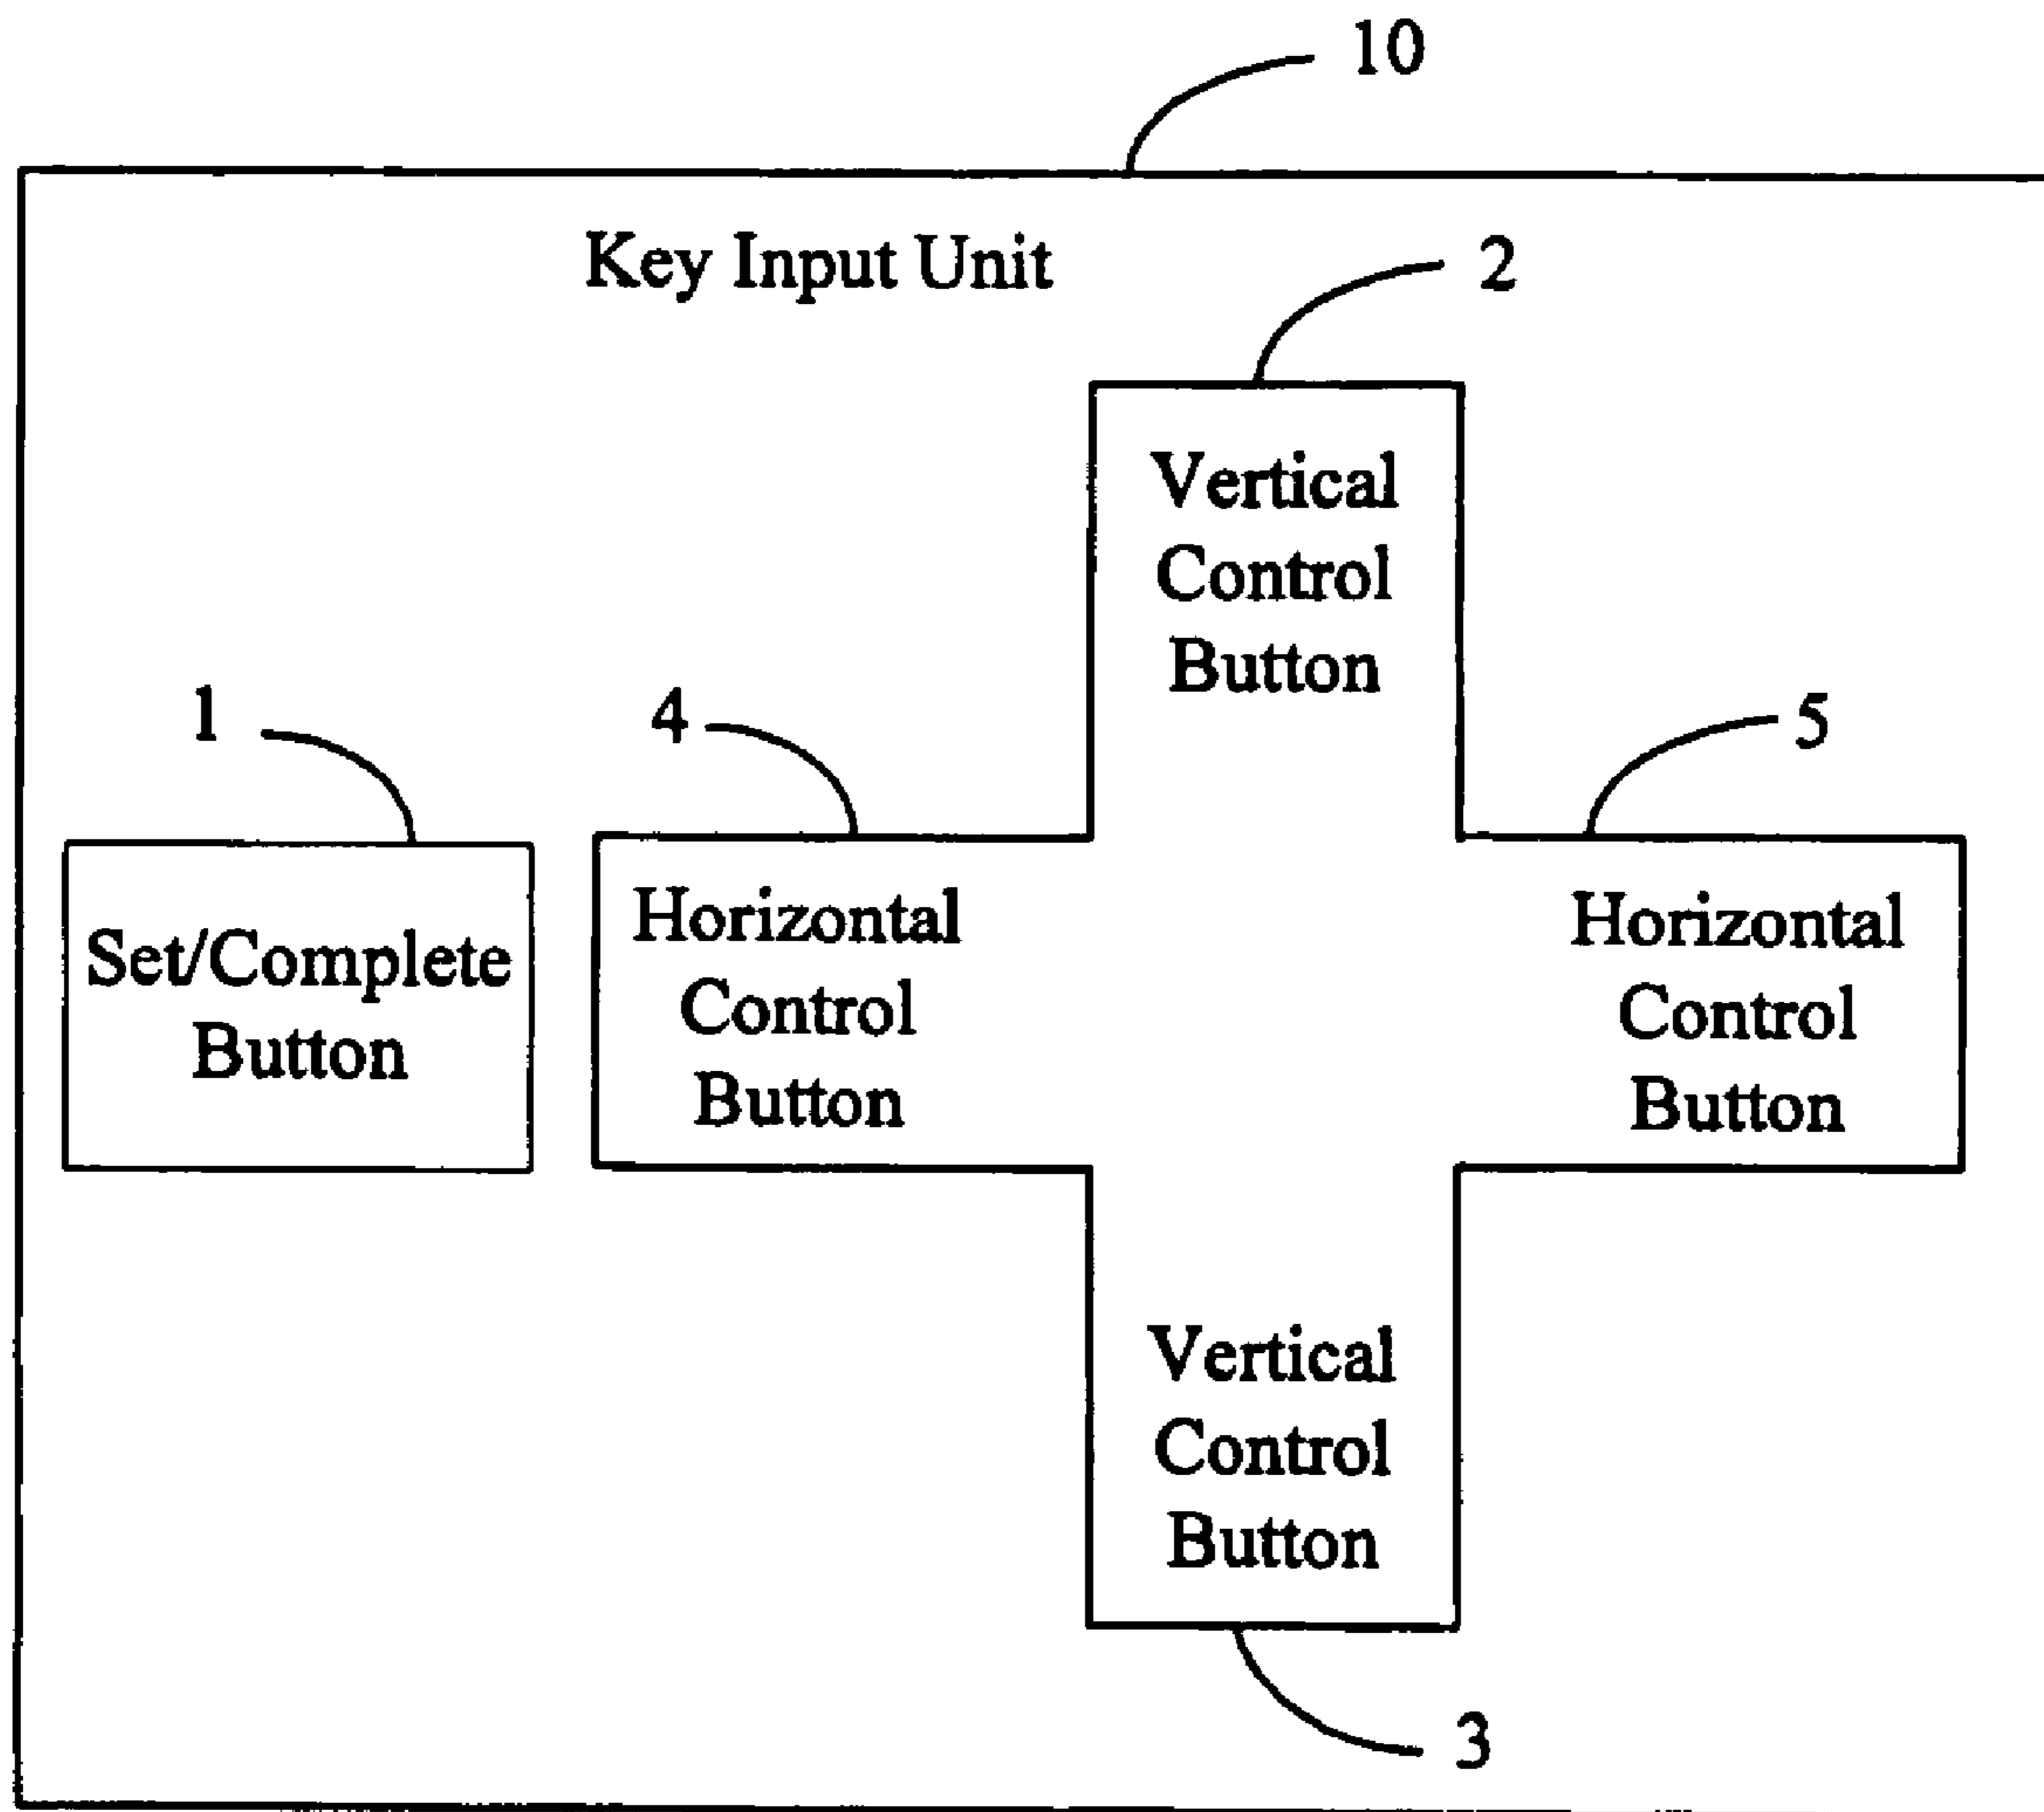 10
Key Input Unit
2
Vertical
Control
Button
1
4
5
Set/Complete
Button
Horizontal
Control
Button
Horizontal
Control
Button
Vertical
Control
Button
3